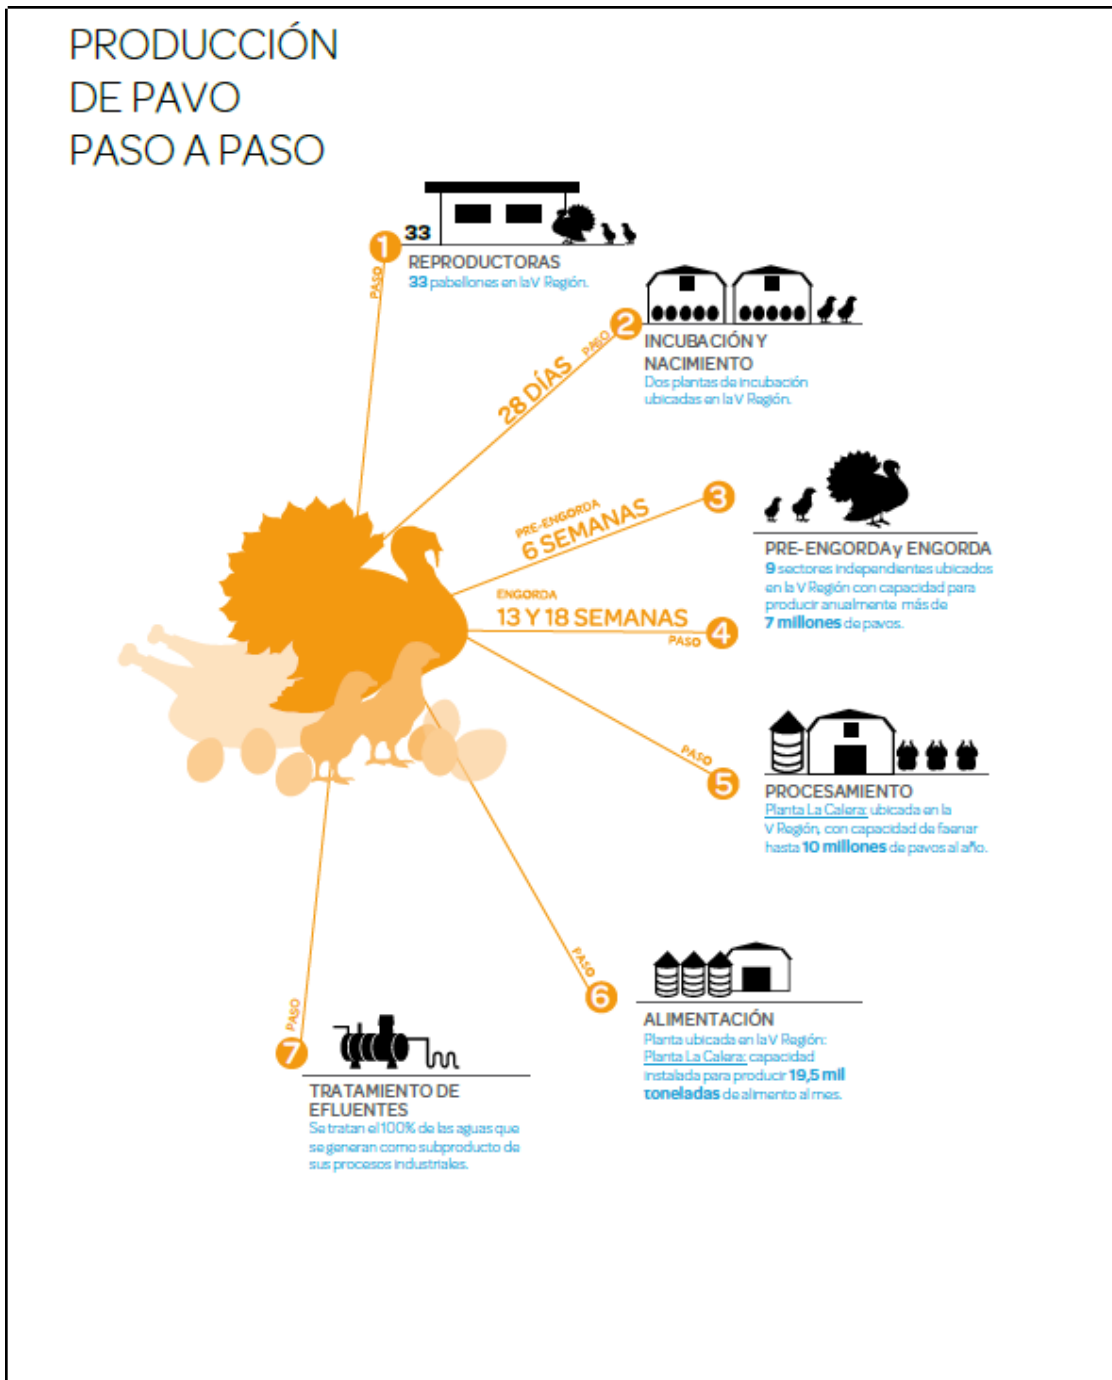 PRODUCCIÓN
DE PAVO
PASO A PASO
33
1
PASO
REPRODUCTORAS
33 pabellones en la V Región.
28 DÍAS
PASO
2
INCUBACIÓN Y
NACIMIENTO
Dos plantas de incubación
ubicadas en la V Región.
PRE-ENGORDA
6 SEMANAS
3
PRE-ENGORDA y ENGORDA
9 sectores independientes ubicados
en la V Región con capacidad para
producir anualmente más de
7 millones de pavos.
ENGORDA
13 Y 18 SEMANAS
PASO
4
PASO
5
PROCESAMIENTO
Planta La Calera: ubicada en la
V Región, con capacidad de faenar
hasta 10 millones de pavos al año.
PASO
6
ALIMENTACIÓN
Planta ubicada en la V Región:
Planta La Calera: capacidad
instalada para producir 19,5 mil
toneladas de alimento al mes.
PASO
7
TRATAMIENTO DE
EFLUENTES
Se tratan el 100% de las aguas que
se generan como subproducto de
sus procesos industriales.